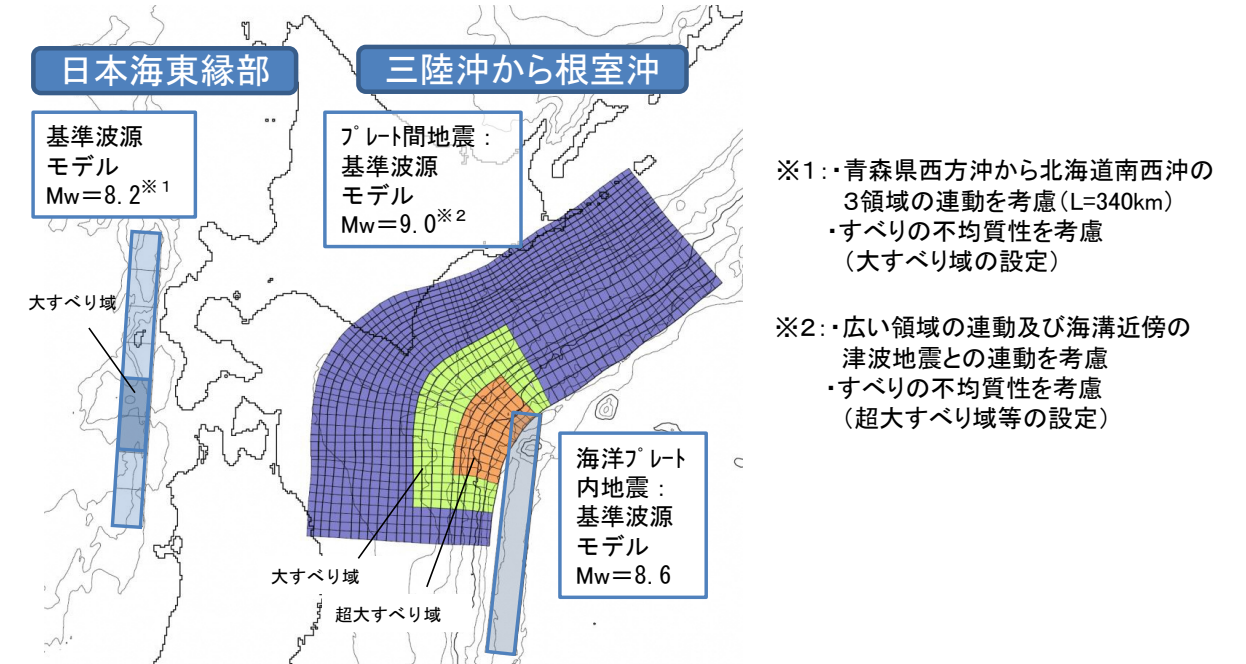 日本海東縁部
三陸沖から根室沖
基準波源
モデル
Mw=8.2※1
プレート間地震：
基準波源
モデル
Mw=9.0※2
大すべり域
海洋プレート
内地震：
基準波源
モデル
Mw=8.6
大すべり域
超大すべり域
※1：・青森県西方沖から北海道南西沖の
3領域の連動を考慮(L=340km)
・すべりの不均質性を考慮
(大すべり域の設定)
※2：・広い領域の連動及び海溝近傍の
津波地震との連動を考慮
・すべりの不均質性を考慮
(超大すべり域等の設定)